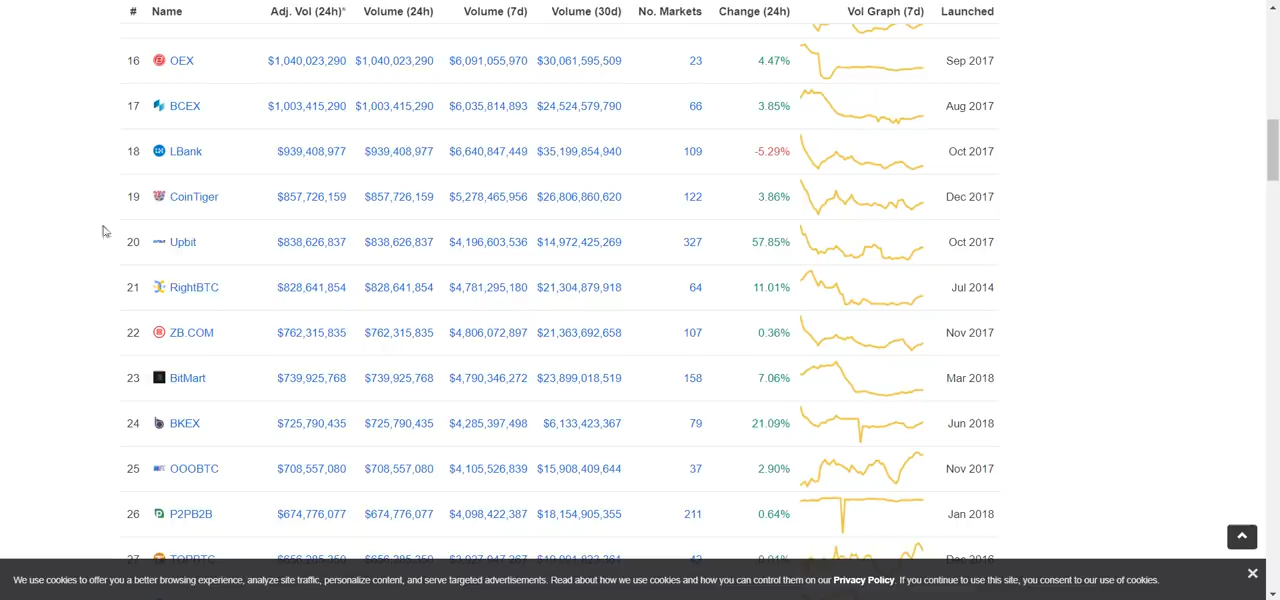 # Name Adj. Vol (24h)* Volume (24h) Volume (7d) Volume (30d) No. Markets Change (24h) Vol Graph (7d) Launched
16 OEX $1,040,023,290 $1,040,023,290 $6,091,055,970 $30,061,595,509 23 4.47% Sep 2017
17 BCEX $1,003,415,290 $1,003,415,290 $6,035,814,893 $24,524,579,790 66 3.85% Aug 2017
18 LBank $939,408,977 $939,408,977 $6,640,847,449 $35,199,854,940 109 -5.29% Oct 2017
19 CoinTiger $857,726,159 $857,726,159 $5,278,465,956 $26,806,860,620 122 3.86% Dec 2017
20 Upbit $838,626,837 $838,626,837 $4,196,603,536 $14,972,425,269 327 57.85% Oct 2017
21 RightBTC $828,641,854 $828,641,854 $4,781,295,180 $21,304,879,918 64 11.01% Jul 2014
22 ZB.COM $762,315,835 $762,315,835 $4,806,072,897 $21,363,692,658 107 0.36% Nov 2017
23 BitMart $739,925,768 $739,925,768 $4,790,346,272 $23,899,018,519 158 7.06% Mar 2018
24 BKEX $725,790,435 $725,790,435 $4,285,397,498 $6,133,423,367 79 21.09% Jun 2018
25 OOOBTC $708,557,080 $708,557,080 $4,105,526,839 $15,908,409,644 37 2.90% Nov 2017
26 P2PB2B $674,776,077 $674,776,077 $4,098,422,387 $18,154,905,355 211 0.64% Jan 2018
27 TOPBTC Dec 2016
We use cookies to offer you a better browsing experience, analyze site traffic, personalize content, and serve targeted advertisements. Read about how we use cookies and how you can control them on our Privacy Policy. If you continue to use this site, you consent to our use of cookies.